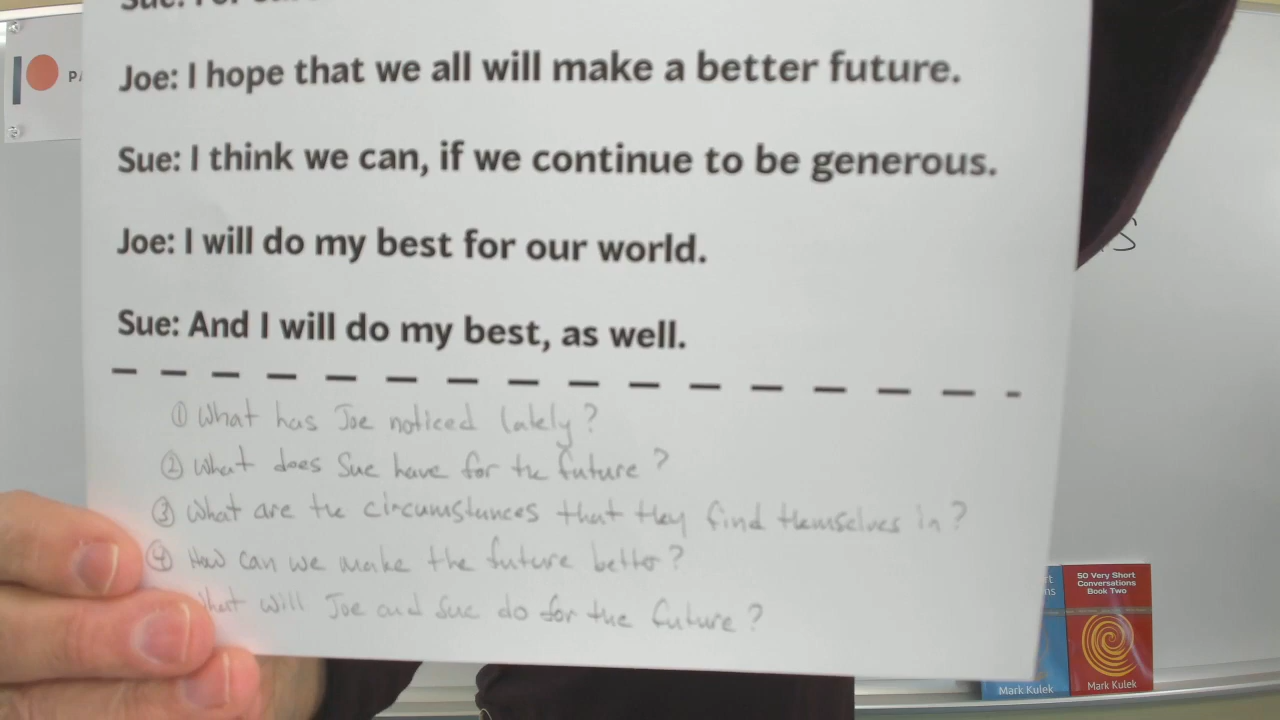 Sue: For
Joe: I hope that we all will make a better future.
Sue: I think we can, if we continue to be generous.
Joe: I will do my best for our world.
Sue: And I will do my best, as well.
① What has Joe noticed lately?
② What does Sue have for the future?
③ What are the circumstances that they find themselves in?
④ How can we make the future better?
What will Joe and Sue do for the future?
50 Very Short
Conversations
Book Two
Mark Kulek
Mark Kulek